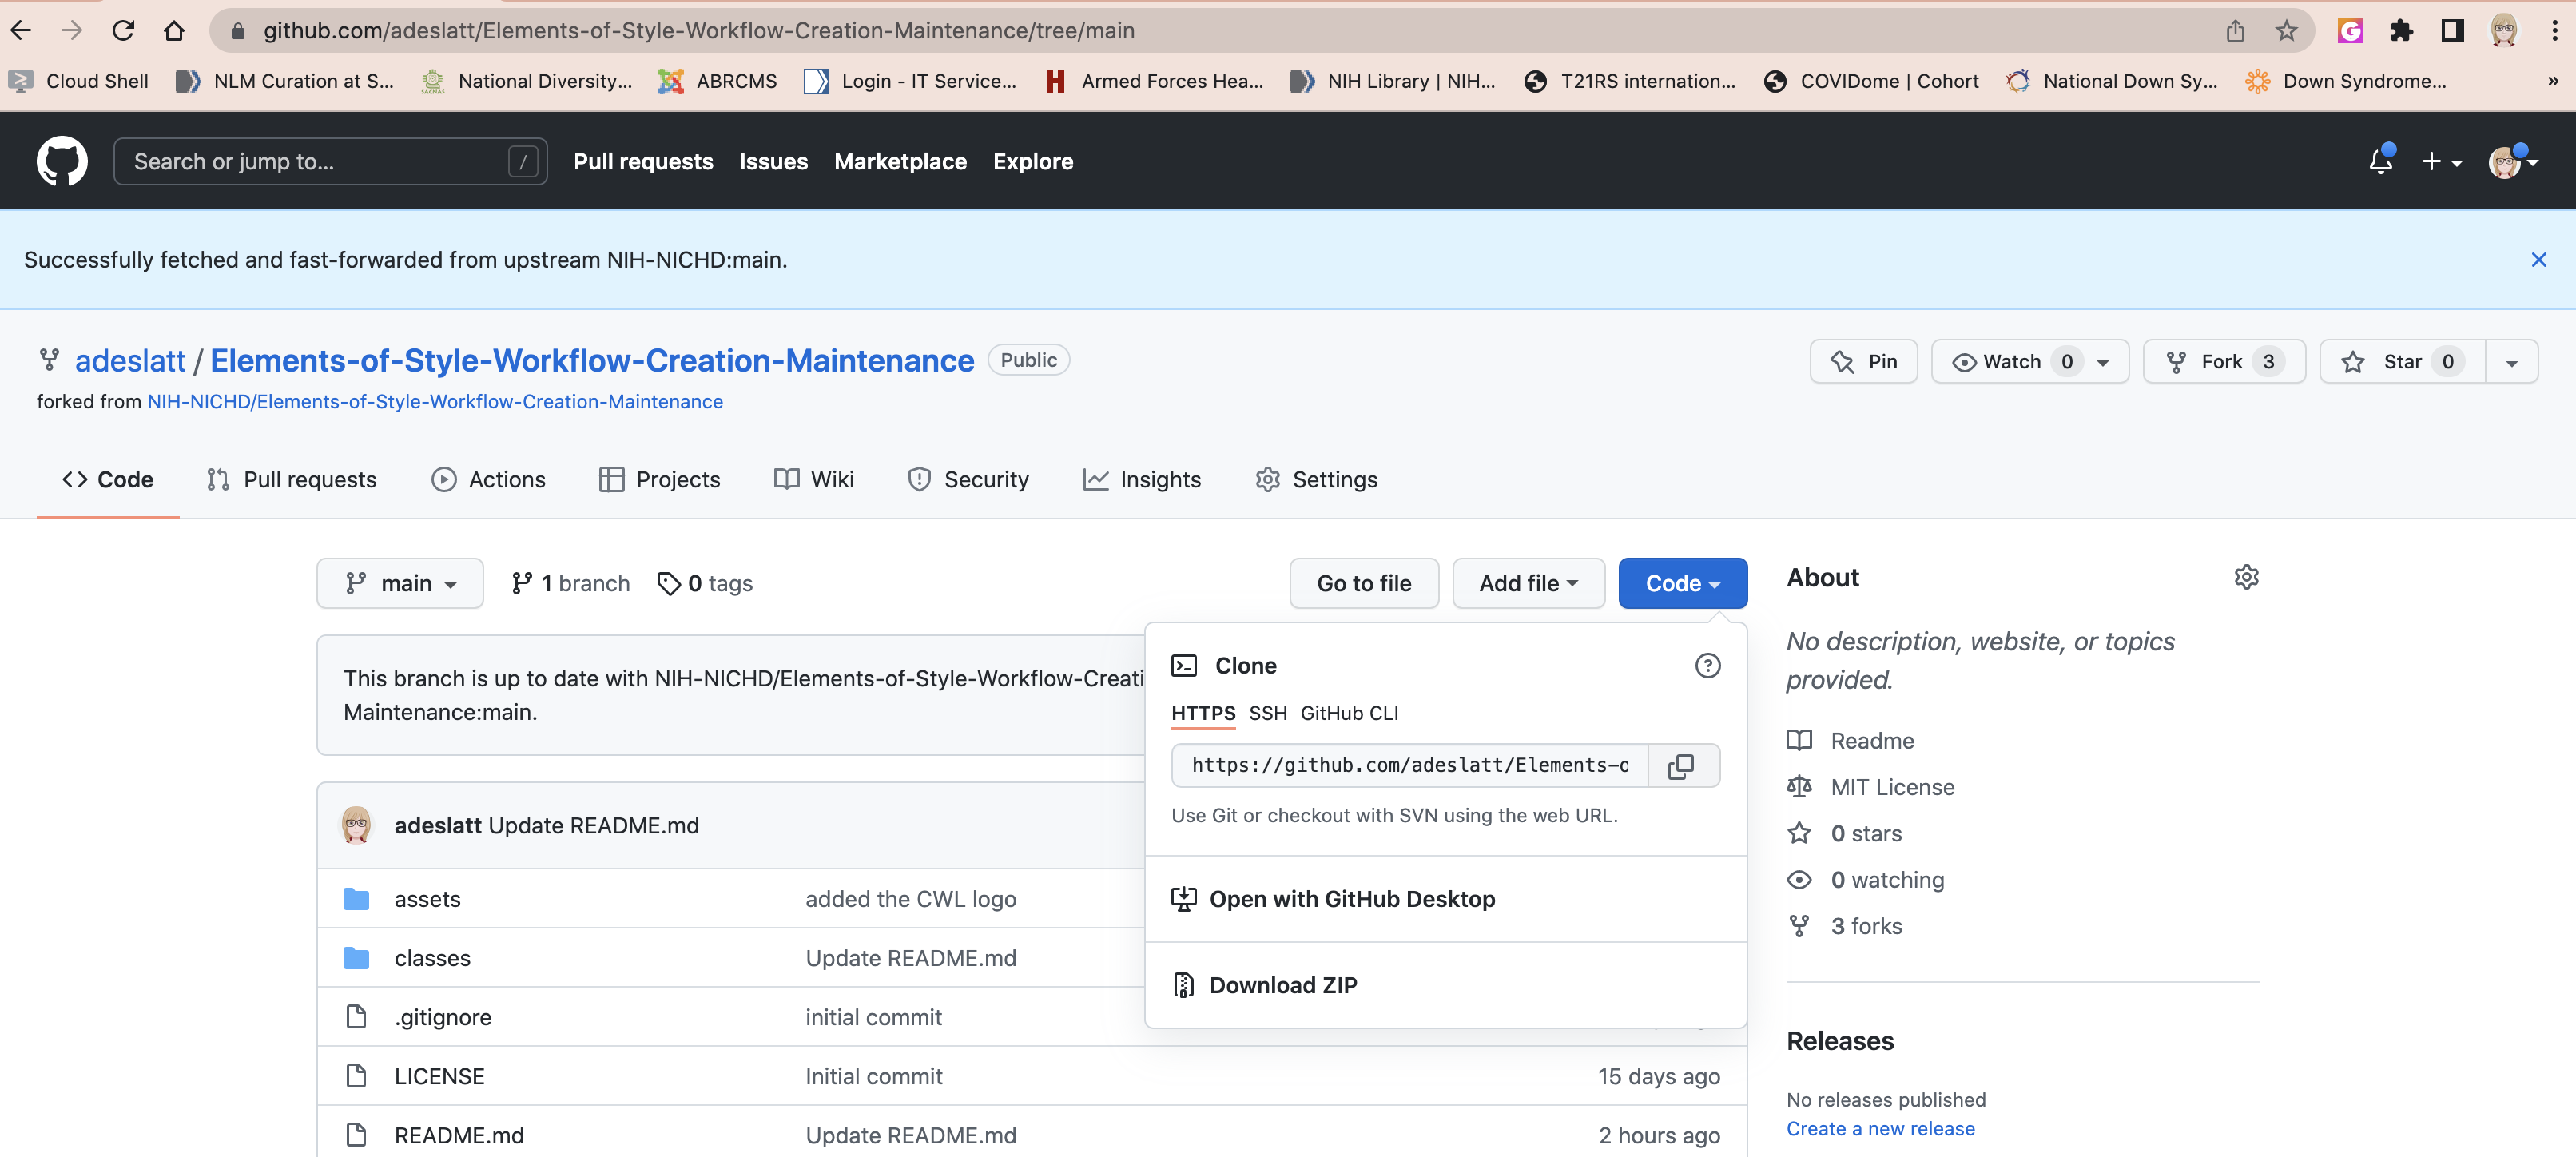 github.com/adeslatt/Elements-of-Style-Workflow-Creation-Maintenance/tree/main
Cloud Shell NLM Curation at S... National Diversity... ABRCMS Login - IT Service... Armed Forces Hea... NIH Library | NIH... T21RS internation... COVIDome | Cohort National Down Sy... Down Syndrome... »
Search or jump to... / Pull requests Issues Marketplace Explore
Successfully fetched and fast-forwarded from upstream NIH-NICHD:main.
adeslatt / Elements-of-Style-Workflow-Creation-Maintenance Public Pin Watch 0 Fork 3 Star 0
forked from NIH-NICHD/Elements-of-Style-Workflow-Creation-Maintenance
Code Pull requests Actions Projects Wiki Security Insights Settings
main 1 branch 0 tags Go to file Add file Code
This branch is up to date with NIH-NICHD/Elements-of-Style-Workflow-Creati
Maintenance:main.
Clone
HTTPS SSH GitHub CLI
https://github.com/adeslatt/Elements-o
Use Git or checkout with SVN using the web URL.
Open with GitHub Desktop
Download ZIP
adeslatt Update README.md
assets added the CWL logo
classes Update README.md
.gitignore initial commit
LICENSE Initial commit 15 days ago
README.md Update README.md 2 hours ago
About
No description, website, or topics
provided.
Readme
MIT License
0 stars
0 watching
3 forks
Releases
No releases published
Create a new release